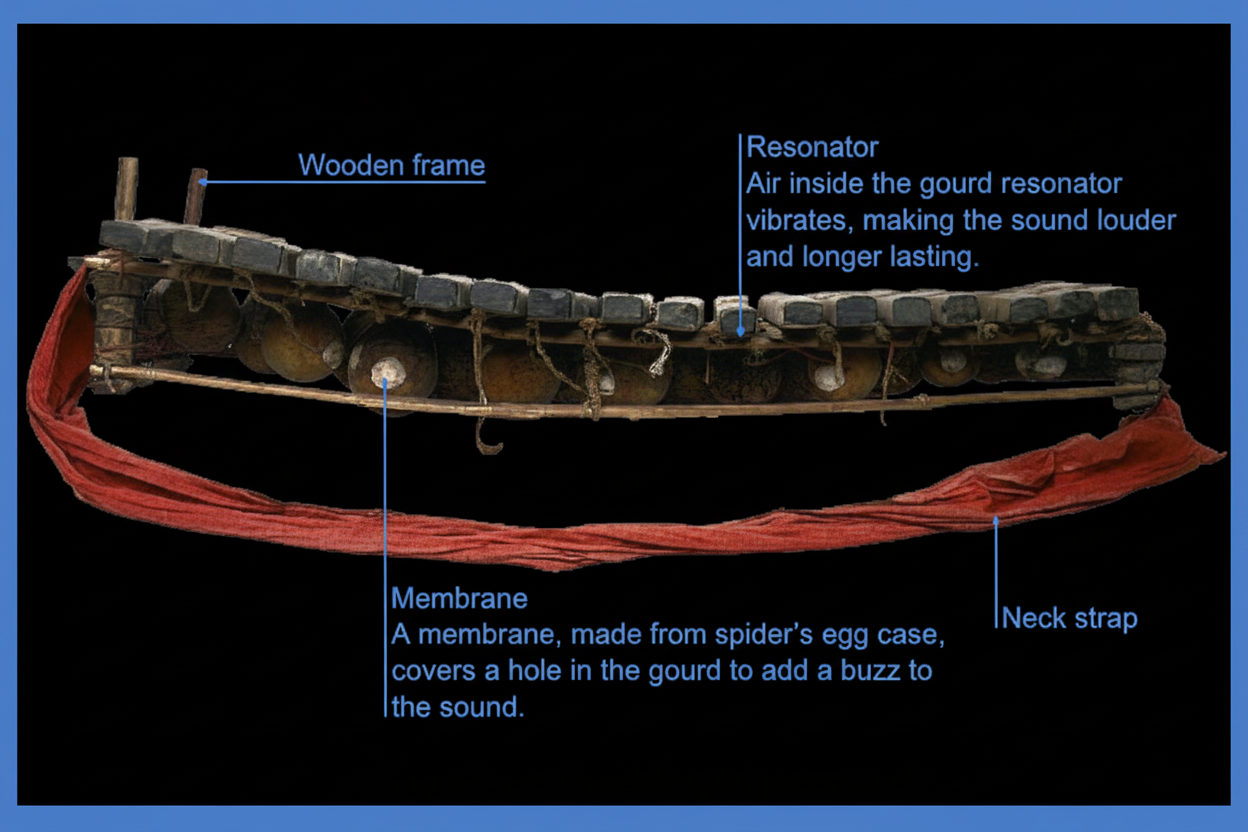 Wooden frame
Resonator
Air inside the gourd resonator
vibrates, making the sound louder
and longer lasting.
Membrane
A membrane, made from spider’s egg case,
covers a hole in the gourd to add a buzz to
the sound.
Neck strap